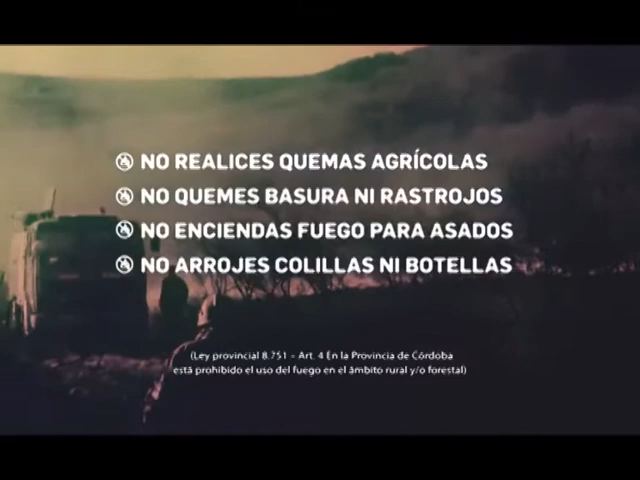 NO REALICES QUEMAS AGRÍCOLAS
NO QUEMES BASURA NI RASTROJOS
NO ENCIENDAS FUEGO PARA ASADOS
NO ARROJES COLILLAS NI BOTELLAS
(Ley provincial 8.751 - Art. 4 En la Provincia de Córdoba
está prohibido el uso del fuego en el ámbito rural y/o forestal)